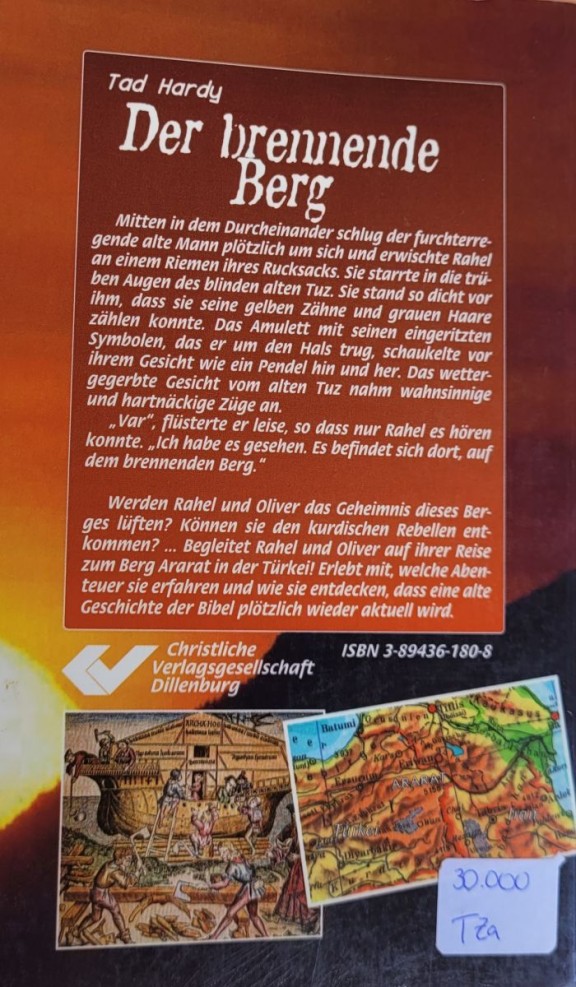 Tad Hardy
Der brennende
Berg
Mitten in dem Durcheinander schlug der furchterre-
gende alte Mann plötzlich um sich und erwischte Rahel
an einem Riemen ihres Rucksacks. Sie starrte in die trü-
ben Augen des blinden alten Tuz. Sie stand so dicht vor
ihm, dass sie seine gelben Zähne und grauen Haare
zählen konnte. Das Amulett mit seinen eingeritzten
Symbolen, das er um den Hals trug, schaukelte vor
ihrem Gesicht wie ein Pendel hin und her. Das wetter-
gegerbte Gesicht vom alten Tuz nahm wahnsinnige
und hartnäckige Züge an.
„Var“, flüsterte er leise, so dass nur Rahel es hören
konnte. „Ich habe es gesehen. Es befindet sich dort, auf
dem brennenden Berg.“
Werden Rahel und Oliver das Geheimnis dieses Ber-
ges lüften? Können sie den kurdischen Rebellen ent-
kommen? ... Begleitet Rahel und Oliver auf ihrer Reise
zum Berg Ararat in der Türkei! Erlebt mit, welche Aben-
teuer sie erfahren und wie sie entdecken, dass eine alte
Geschichte der Bibel plötzlich wieder aktuell wird.
Christliche
Verlagsgesellschaft
Dillenburg
ISBN 3-89436-180-8
Batumi
Tiflis
Erzurum
ARARAT
Türkei
Iran
30.000
TZa